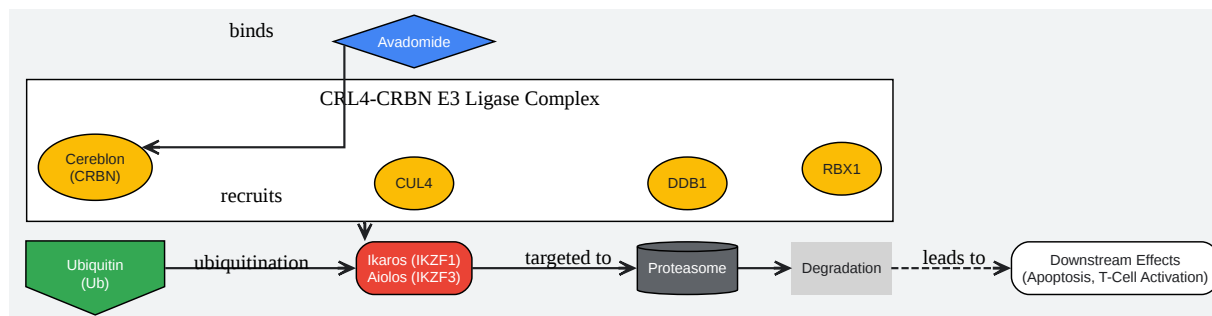 binds
Avadomide
CRL4-CRBN E3 Ligase Complex
Cereblon
(CRBN)
CUL4
DDB1
RBX1
recruits
Ubiquitin
(Ub)
ubiquitination
Ikaros (IKZF1)
Aiolos (IKZF3)
targeted to
Proteasome
Degradation
leads to
Downstream Effects
(Apoptosis, T-Cell Activation)